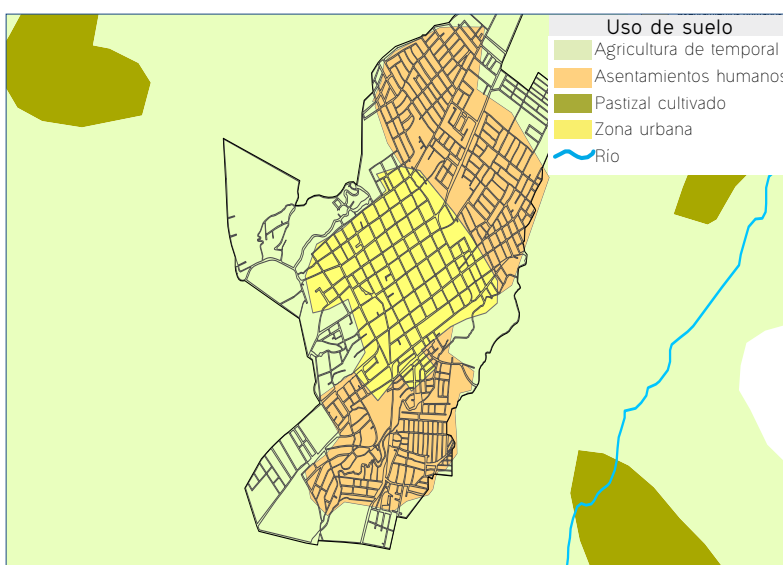 Uso de suelo
Agricultura de temporal
Asentamientos humanos
Pastizal cultivado
Zona urbana
Río